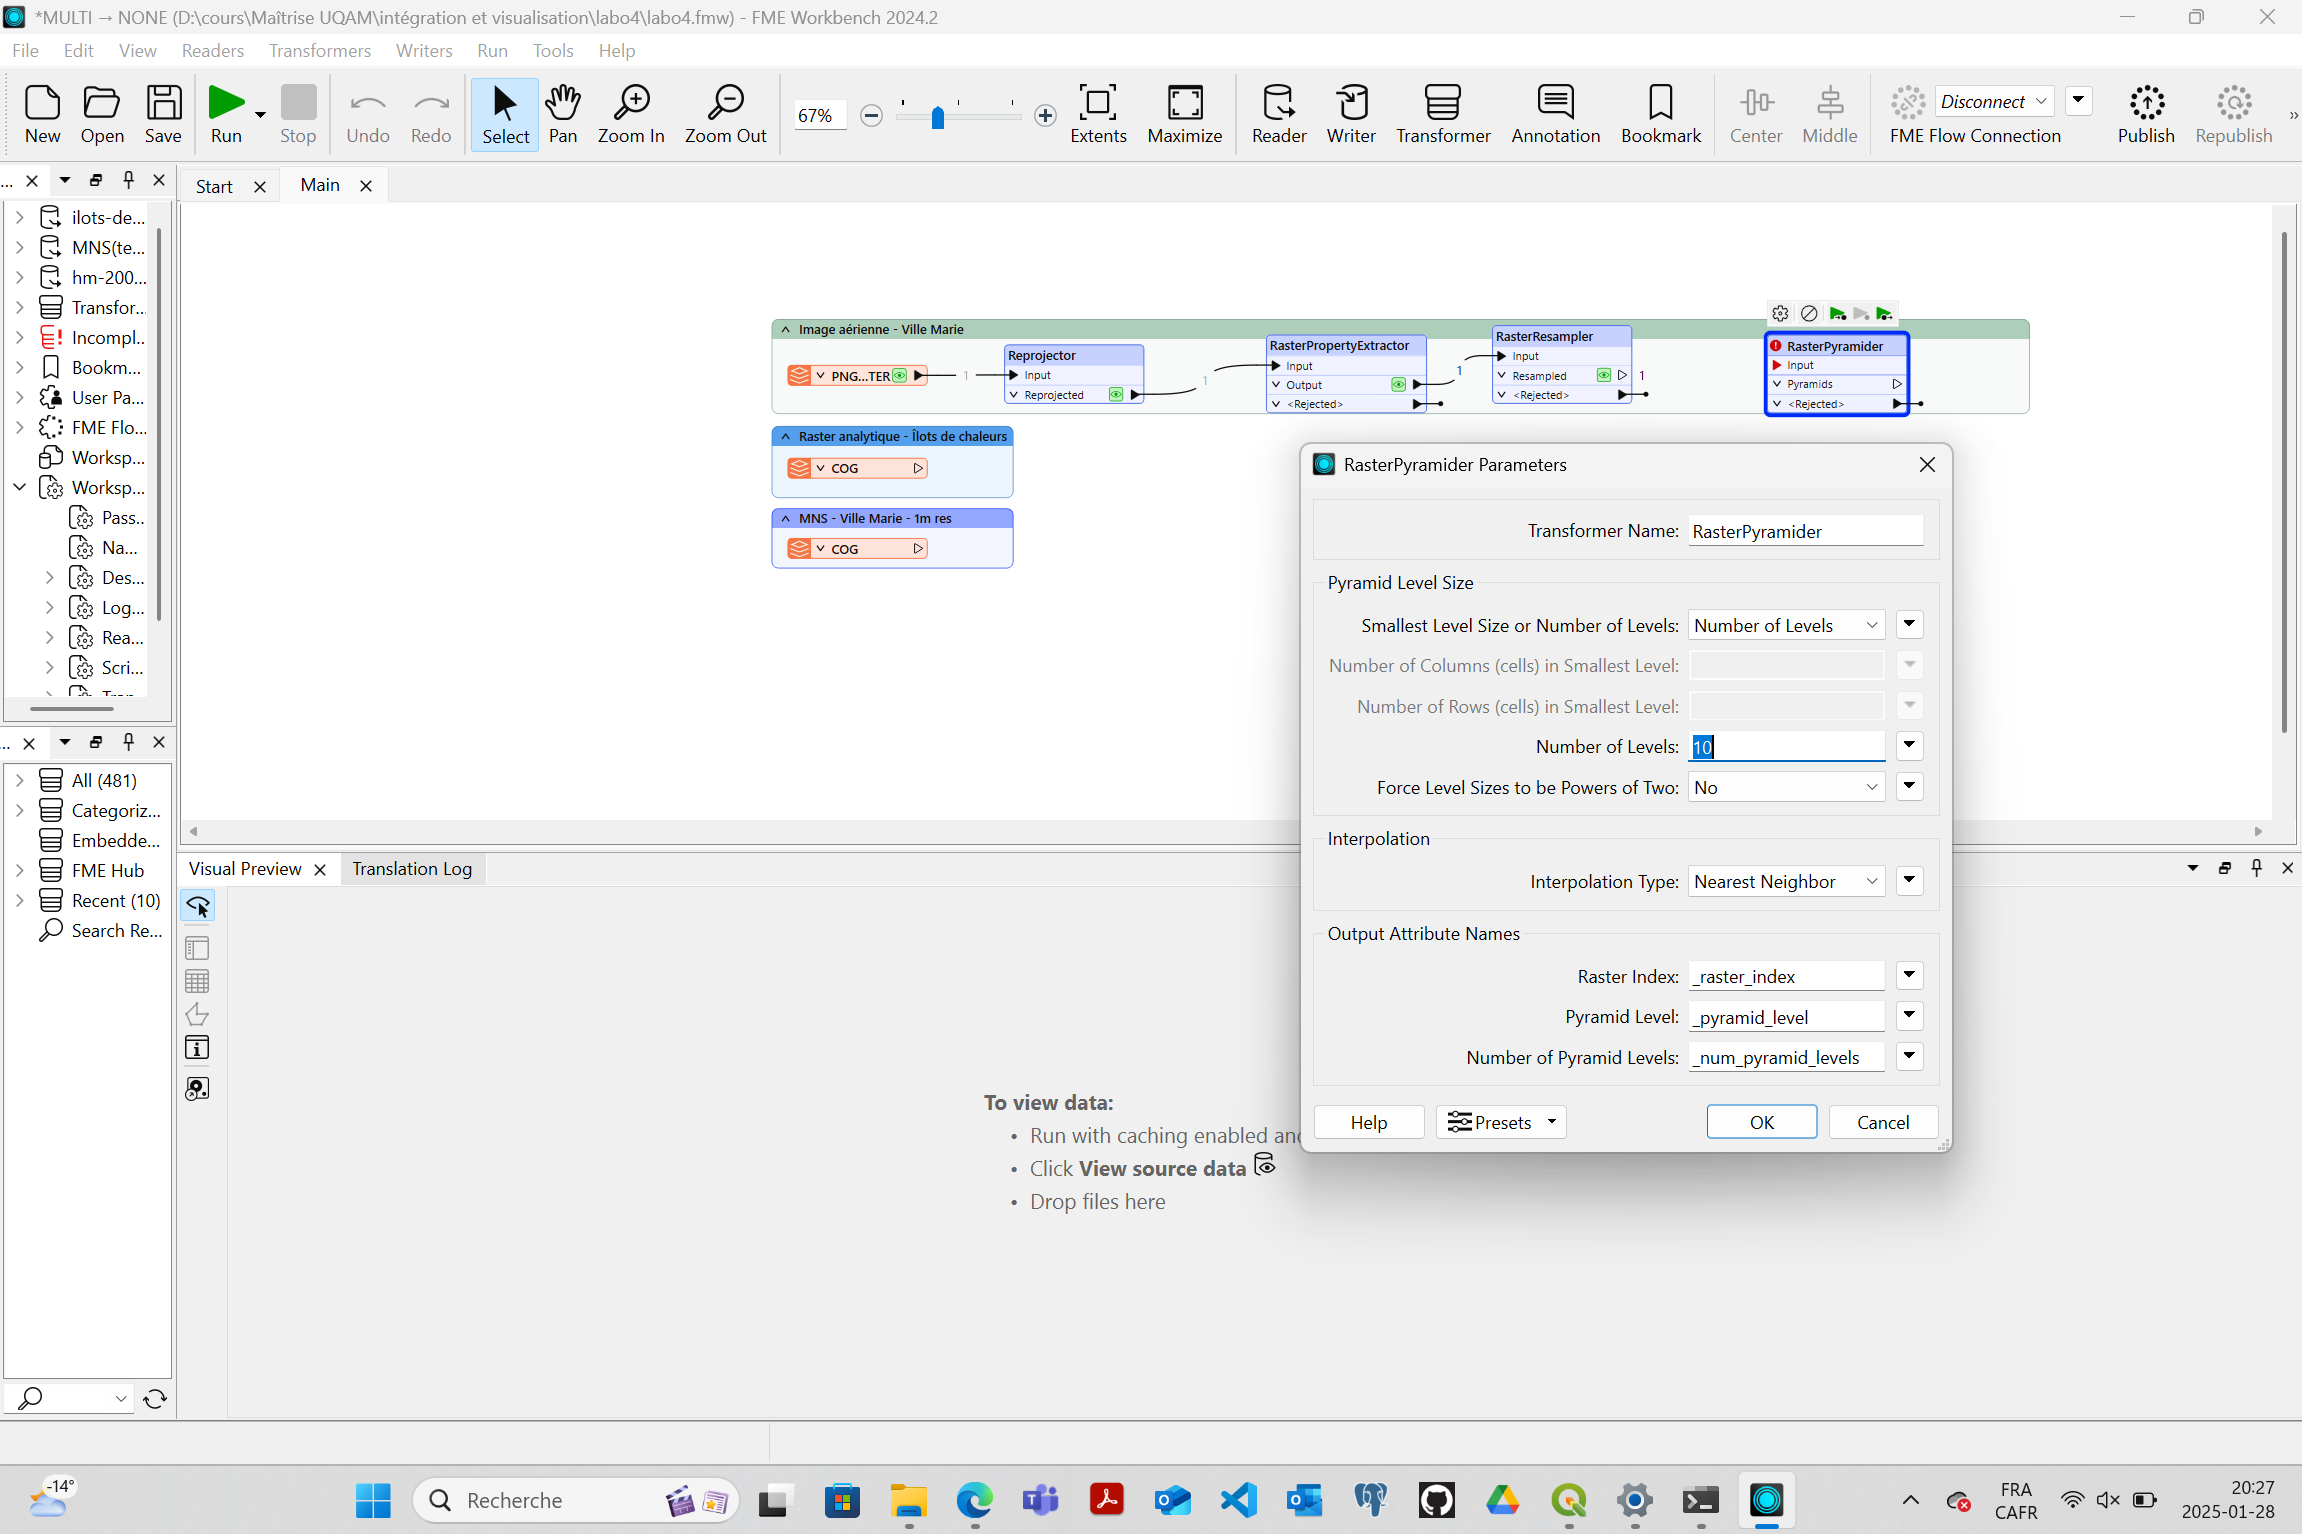 *MULTI → NONE (D:\cours\Maîtrise UQAM\intégration et visualisation\labo4\labo4.fmw) - FME Workbench 2024.2
File Edit View Readers Transformers Writers Run Tools Help
New Open Save Run Stop Undo Redo Select Pan Zoom In Zoom Out 67% Extents Maximize Reader Writer Transformer Annotation Bookmark Center Middle Disconnect FME Flow Connection Publish Republish »
...
Start Main
ilots-de...
MNS(te...
hm-200...
Transfor...
Incompl...
Bookm...
User Pa...
FME Flo...
Worksp...
Worksp...
Pass...
Na...
Des...
Log...
Rea...
Scri...
Tran
Image aérienne - Ville Marie
PNG...TER
1
Reprojector
Input
Reprojected
1
RasterPropertyExtractor
Input
Output
<Rejected>
1
RasterResampler
Input
Resampled
1
<Rejected>
RasterPyramider
Input
Pyramids
<Rejected>
Raster analytique - Îlots de chaleurs
COG
MNS - Ville Marie - 1m res
COG
RasterPyramider Parameters
Transformer Name: RasterPyramider
Pyramid Level Size
Smallest Level Size or Number of Levels: Number of Levels
Number of Columns (cells) in Smallest Level:
Number of Rows (cells) in Smallest Level:
Number of Levels: 10
Force Level Sizes to be Powers of Two: No
Interpolation
Interpolation Type: Nearest Neighbor
Output Attribute Names
Raster Index: _raster_index
Pyramid Level: _pyramid_level
Number of Pyramid Levels: _num_pyramid_levels
Help Presets OK Cancel
...
All (481)
Categoriz...
Embedde...
FME Hub
Recent (10)
Search Re...
Visual Preview Translation Log
To view data:
• Run with caching enabled and
• Click View source data
• Drop files here
-14°
Recherche
FRA
CAFR
20:27
2025-01-28